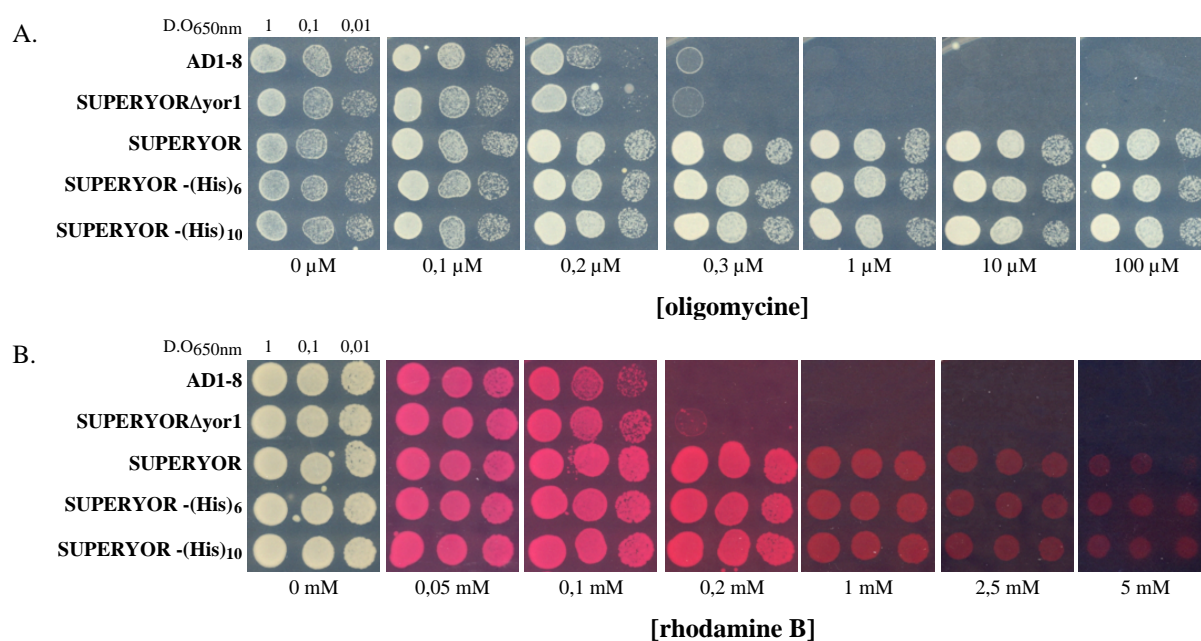 A.
D.O650nm 1 0,1 0,01
AD1-8
SUPERYORΔyor1
SUPERYOR
SUPERYOR -(His)6
SUPERYOR -(His)10
0 µM 0,1 µM 0,2 µM 0,3 µM 1 µM 10 µM 100 µM
[oligomycine]
B.
D.O650nm 1 0,1 0,01
AD1-8
SUPERYORΔyor1
SUPERYOR
SUPERYOR -(His)6
SUPERYOR -(His)10
0 mM 0,05 mM 0,1 mM 0,2 mM 1 mM 2,5 mM 5 mM
[rhodamine B]